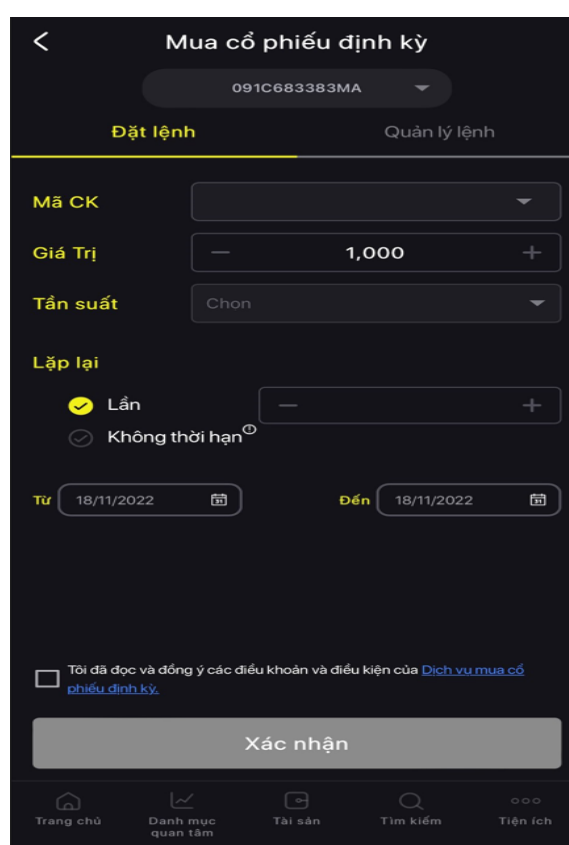 Mua cổ phiếu định kỳ
091C683383MA
Đặt lệnh Quản lý lệnh
Mã CK
Giá Trị 1,000
Tần suất Chọn
Lặp lại
Lần
Không thời hạn
Từ 18/11/2022 Đến 18/11/2022
Tôi đã đọc và đồng ý các điều khoản và điều kiện của Dịch vụ mua cổ
phiếu định kỳ.
Xác nhận
Trang chủ Danh mục Tài sản Tìm kiếm Tiện ích
quan tâm